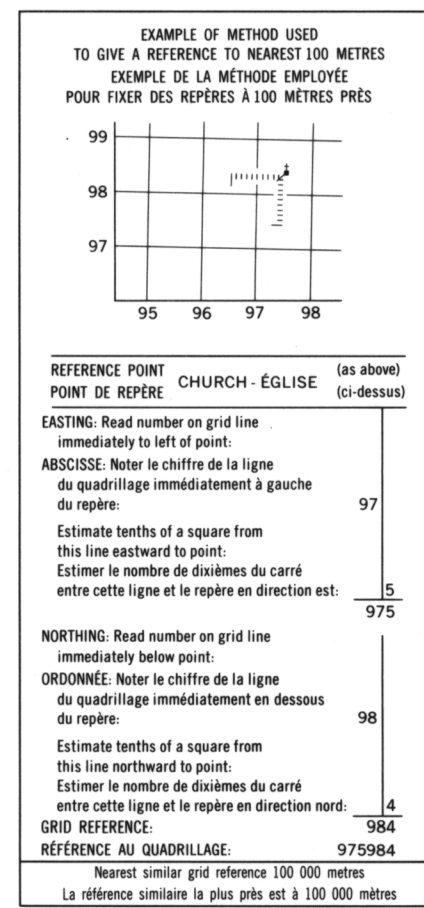 EXAMPLE OF METHOD USED
TO GIVE A REFERENCE TO NEAREST 100 METRES
EXEMPLE DE LA MÉTHODE EMPLOYÉE
POUR FIXER DES REPÈRES À 100 MÈTRES PRÈS
99
98
97
95 96 97 98
REFERENCE POINT
POINT DE REPÈRE
CHURCH - ÉGLISE
(as above)
(ci-dessus)
EASTING: Read number on grid line
immediately to left of point:
ABSCISSE: Noter le chiffre de la ligne
du quadrillage immédiatement à gauche
du repère: 97
Estimate tenths of a square from
this line eastward to point:
Estimer le nombre de dixièmes du carré
entre cette ligne et le repère en direction est: 5
975
NORTHING: Read number on grid line
immediately below point:
ORDONNÉE: Noter le chiffre de la ligne
du quadrillage immédiatement en dessous
du repère: 98
Estimate tenths of a square from
this line northward to point:
Estimer le nombre de dixièmes du carré
entre cette ligne et le repère en direction nord: 4
GRID REFERENCE: 984
RÉFÉRENCE AU QUADRILLAGE: 975984
Nearest similar grid reference 100 000 metres
La référence similaire la plus près est à 100 000 mètres